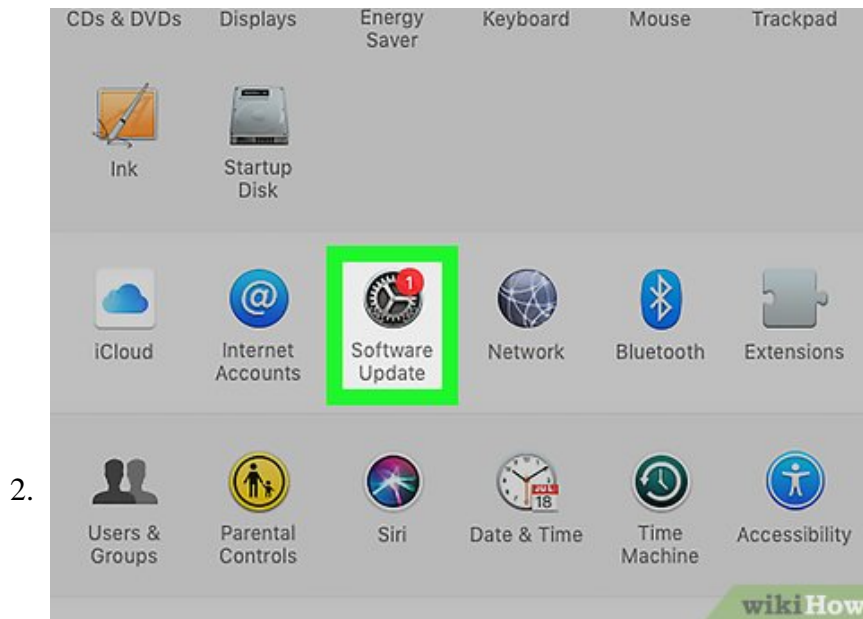 CDs & DVDs Displays Energy Saver Keyboard Mouse Trackpad
Ink Startup Disk
iCloud Internet Accounts
1
Software Update Network Bluetooth Extensions
2.
JUL
18
Users & Groups Parental Controls Siri Date & Time Time Machine Accessibility
wikiHow